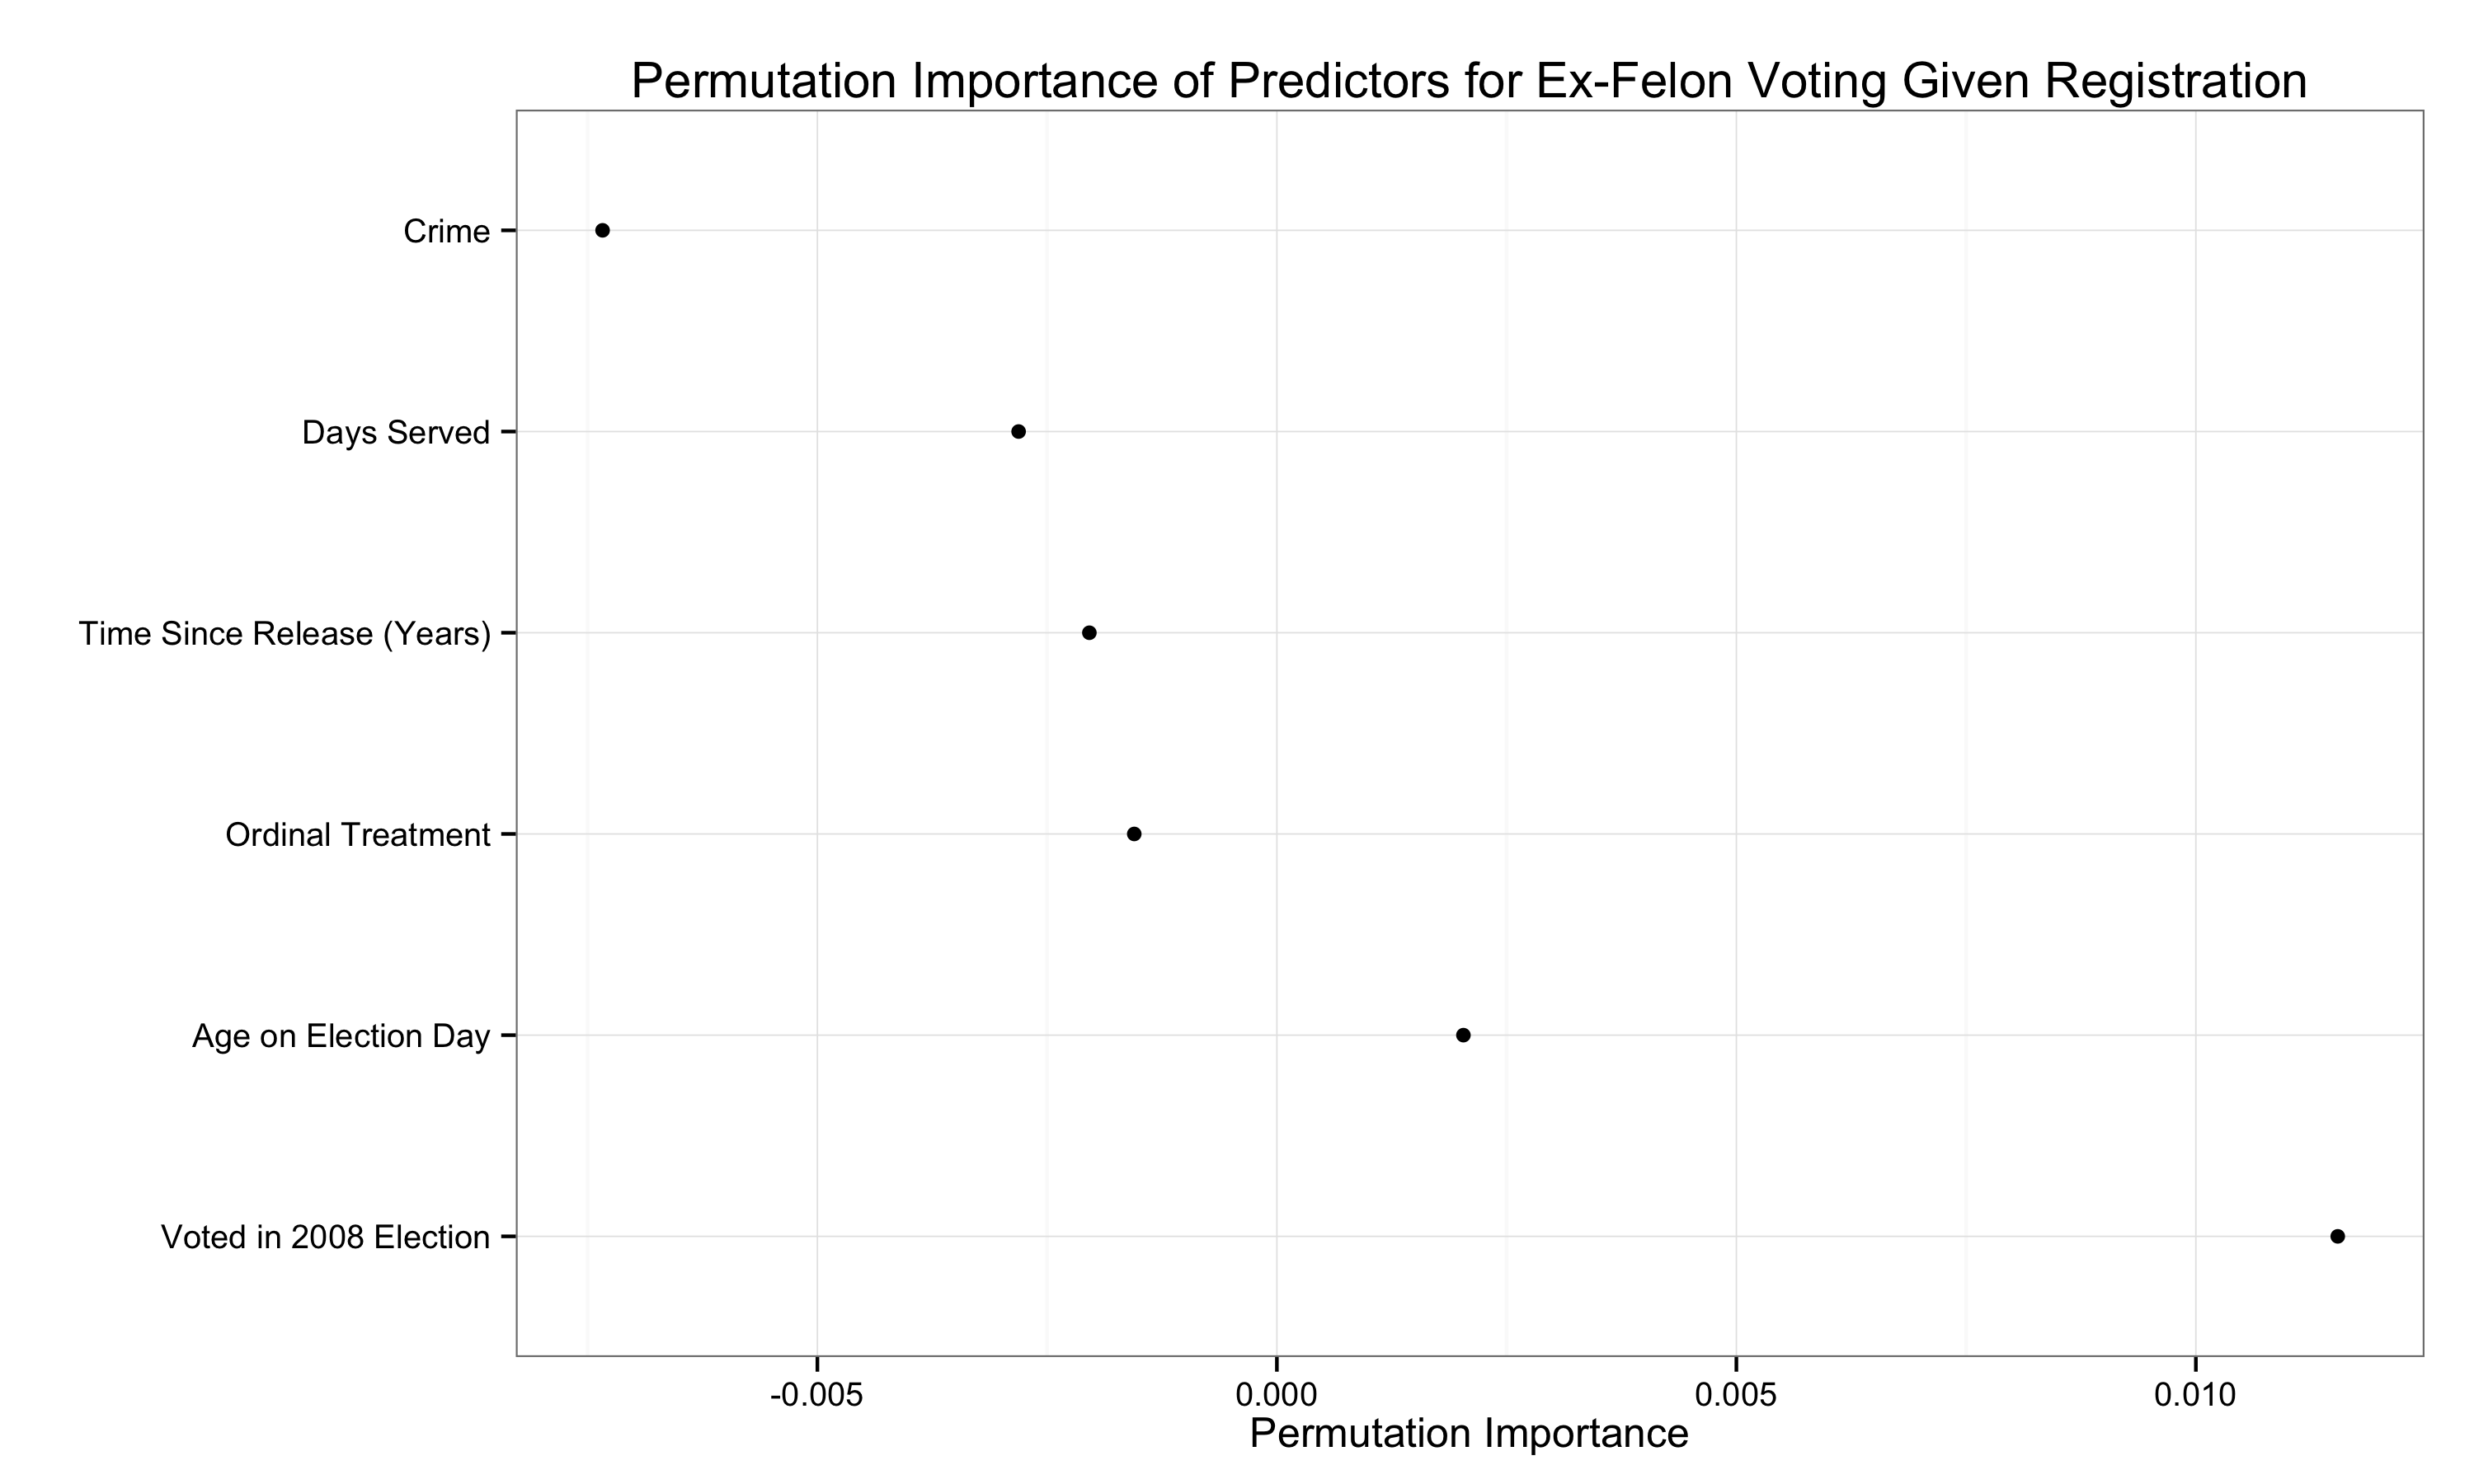 Permutation Importance of Predictors for Ex-Felon Voting Given Registration
Crime
Days Served
Time Since Release (Years)
Ordinal Treatment
Age on Election Day
Voted in 2008 Election
-0.005 0.000 0.005 0.010
Permutation Importance